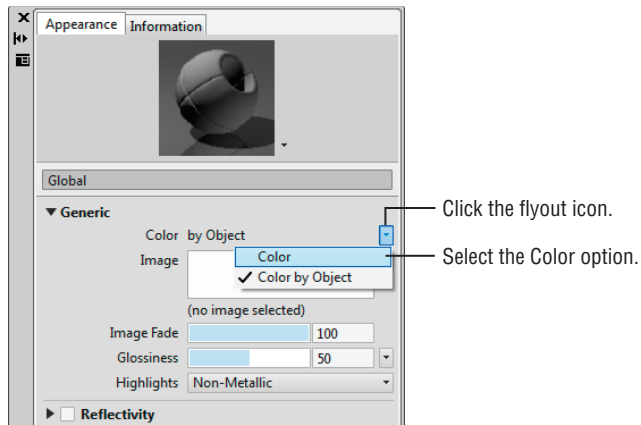 Appearance Information
Global
Generic
Color by Object
Click the flyout icon.
Color
Select the Color option.
Image
Color by Object
(no image selected)
Image Fade 100
Glossiness 50
Highlights Non-Metallic
Reflectivity